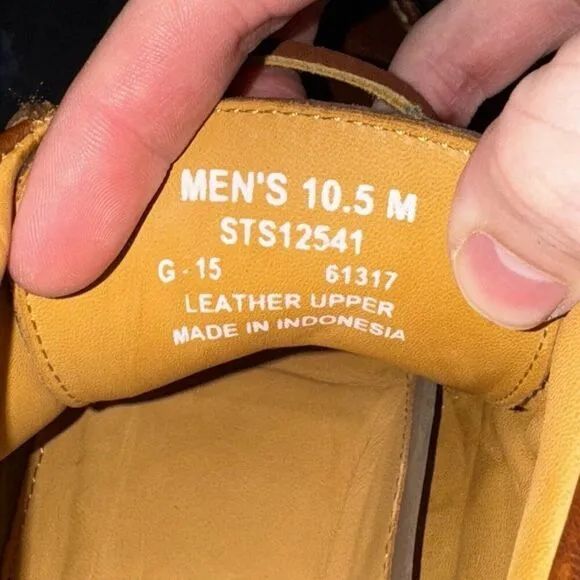 MEN'S 10.5 M
STS12541
G - 15 61317
LEATHER UPPER
MADE IN INDONESIA